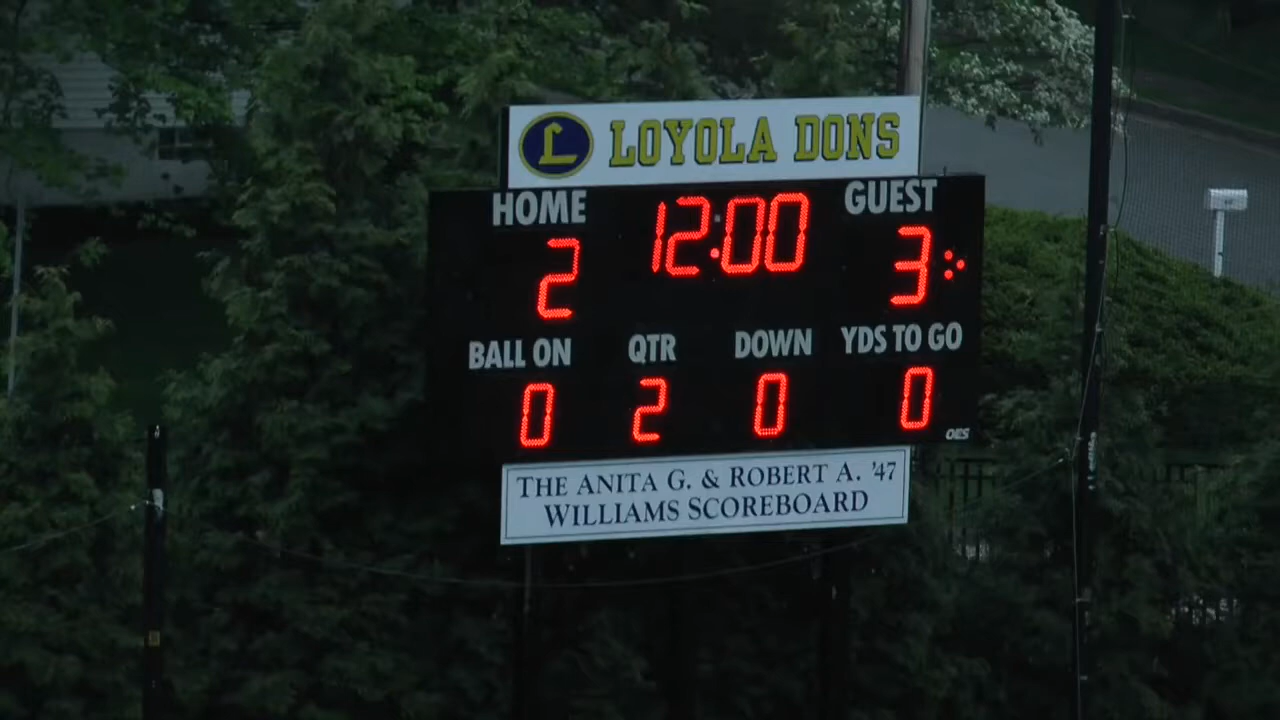 L LOYOLA DONS
HOME 12:00 GUEST
2 3
BALL ON QTR DOWN YDS TO GO
0 2 0 0
OES
THE ANITA G. & ROBERT A. '47
WILLIAMS SCOREBOARD